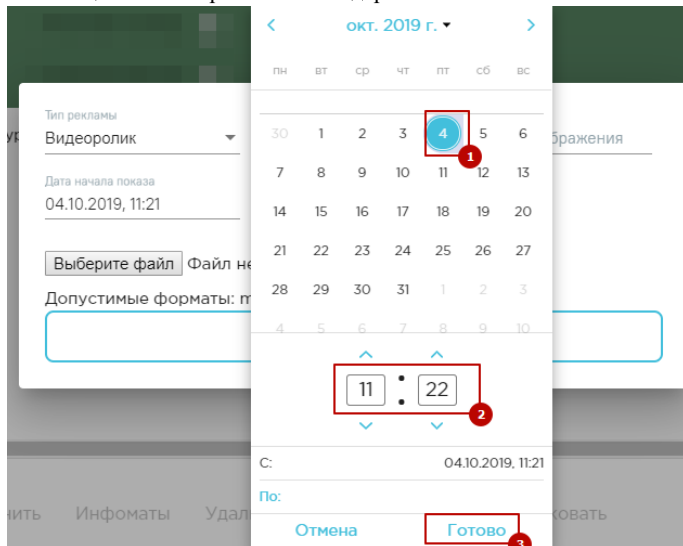 окт. 2019 г.
пн вт ср чт пт сб вс
Тип рекламы
Видеоролик
30 1 2 3 4 5 6
1
7 8 9 10 11 12 13
Дата начала показа
04.10.2019, 11:21
14 15 16 17 18 19 20
21 22 23 24 25 26 27
Выберите файл Файл не
Допустимые форматы:
28 29 30 31 1 2 3
4 5 6 7 8 9 10
11 : 22
2
С: 04.10.2019, 11:21
По:
Инфоматы
Отмена Готово
3